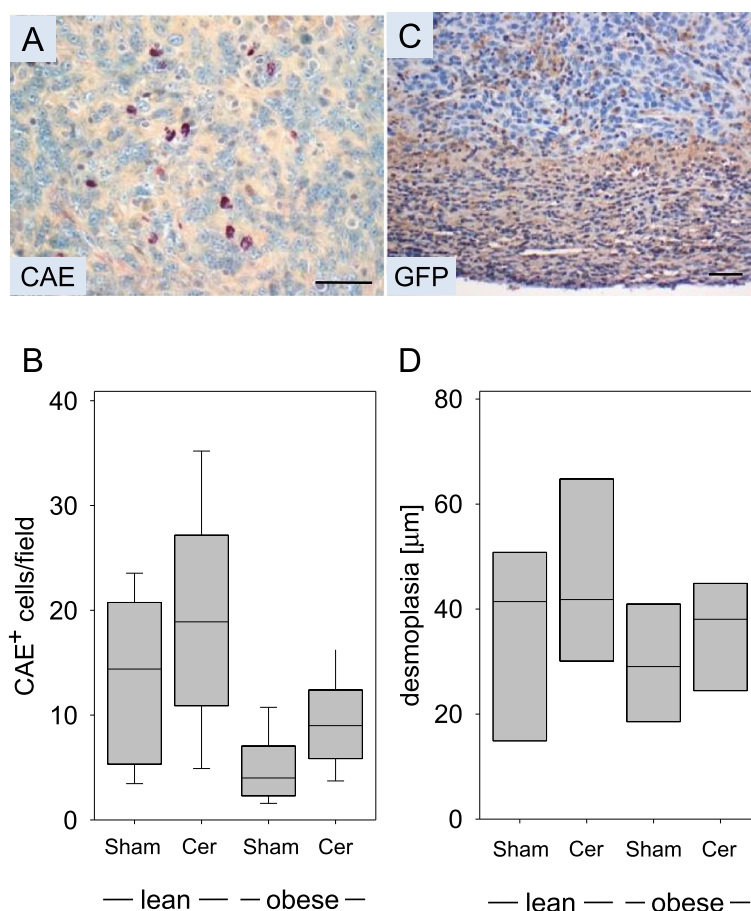 A
C
CAE
GFP
B
D
40
30
20
10
0
CAE+ cells/field
Sham Cer Sham Cer
lean obese
80
60
40
20
0
desmoplasia [µm]
Sham Cer Sham Cer
lean obese